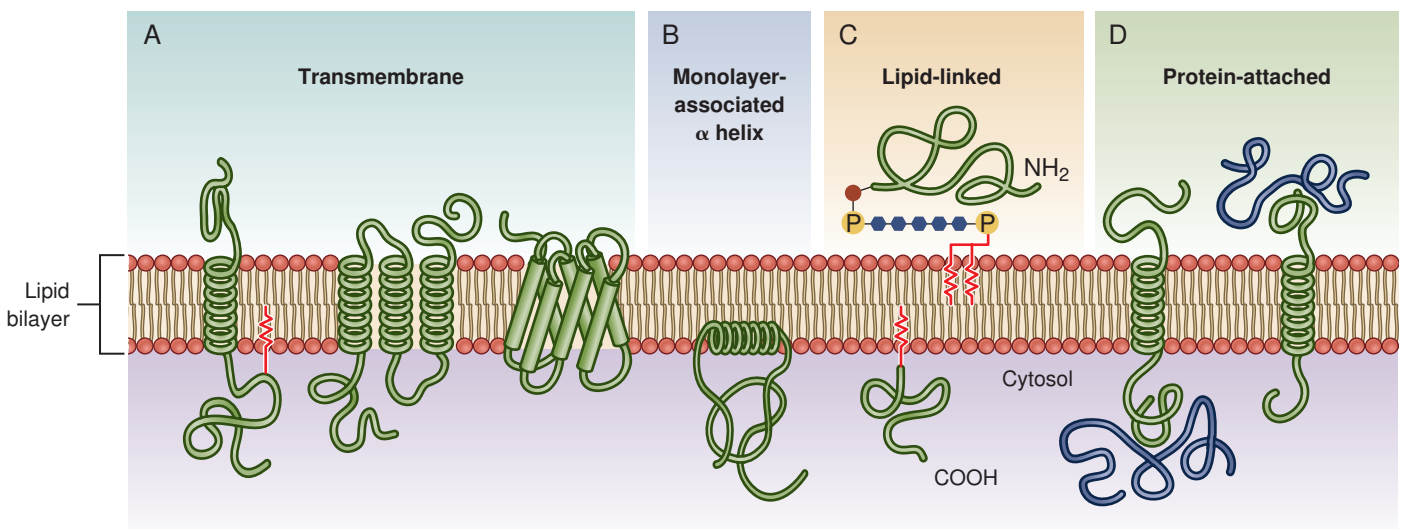 A
Transmembrane
B
Monolayer-
associated
α helix
C
Lipid-linked
D
Protein-attached
NH₂
P
P
Lipid
bilayer
Cytosol
COOH